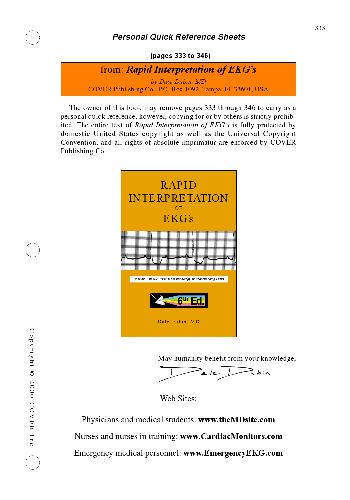 333
Personal Quick Reference Sheets
(pages 333 to 346)
from: Rapid Interpretation of EKG's
by Dale Dubin, MD
COVER Publishing Co., P.O. Box 1092, Tampa, FL 33601, USA
The owner of this book may remove pages 333 through 346 to carry as a
personal quick reference, however, copying for or by others is strictly prohib-
ited. The entire text of Rapid Interpretation of EKG's is fully protected by
domestic United States copyright as well as the Universal Copyright
Convention, and all rights of absolute imprimatur are enforced by COVER
Publishing Co.
RAPID
INTERPRETATION
OF
EKG's
6th Ed.
Dale Dubin, MD
May humanity benefit from your knowledge,
Dale Dubin
Web Sites:
Physicians and medical students: www.theMDsite.com
Nurses and nurses in training: www.CardiacMonitors.com
Emergency medical personnel: www.EmergencyEKG.com